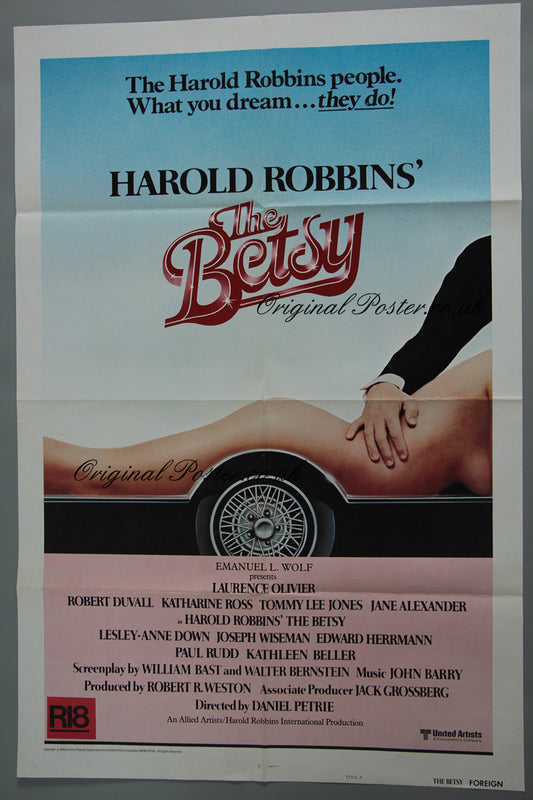 The Harold Robbins people.
What you dream...they do!
HAROLD ROBBINS'
The
Betsy
Original Poster.co.uk
Original Poster.co.uk
EMANUEL L. WOLF
presents
LAURENCE OLIVIER
ROBERT DUVALL KATHARINE ROSS TOMMY LEE JONES JANE ALEXANDER
in HAROLD ROBBINS' THE BETSY
LESLEY-ANNE DOWN JOSEPH WISEMAN EDWARD HERRMANN
PAUL RUDD KATHLEEN BELLER
Screenplay by WILLIAM BAST and WALTER BERNSTEIN Music JOHN BARRY
Produced by ROBERT R. WESTON Associate Producer JACK GROSSBERG
Directed by DANIEL PETRIE
An Allied Artists/Harold Robbins International Production
R18
United Artists
A Transamerica Company
STYLE A
THE BETSY FOREIGN